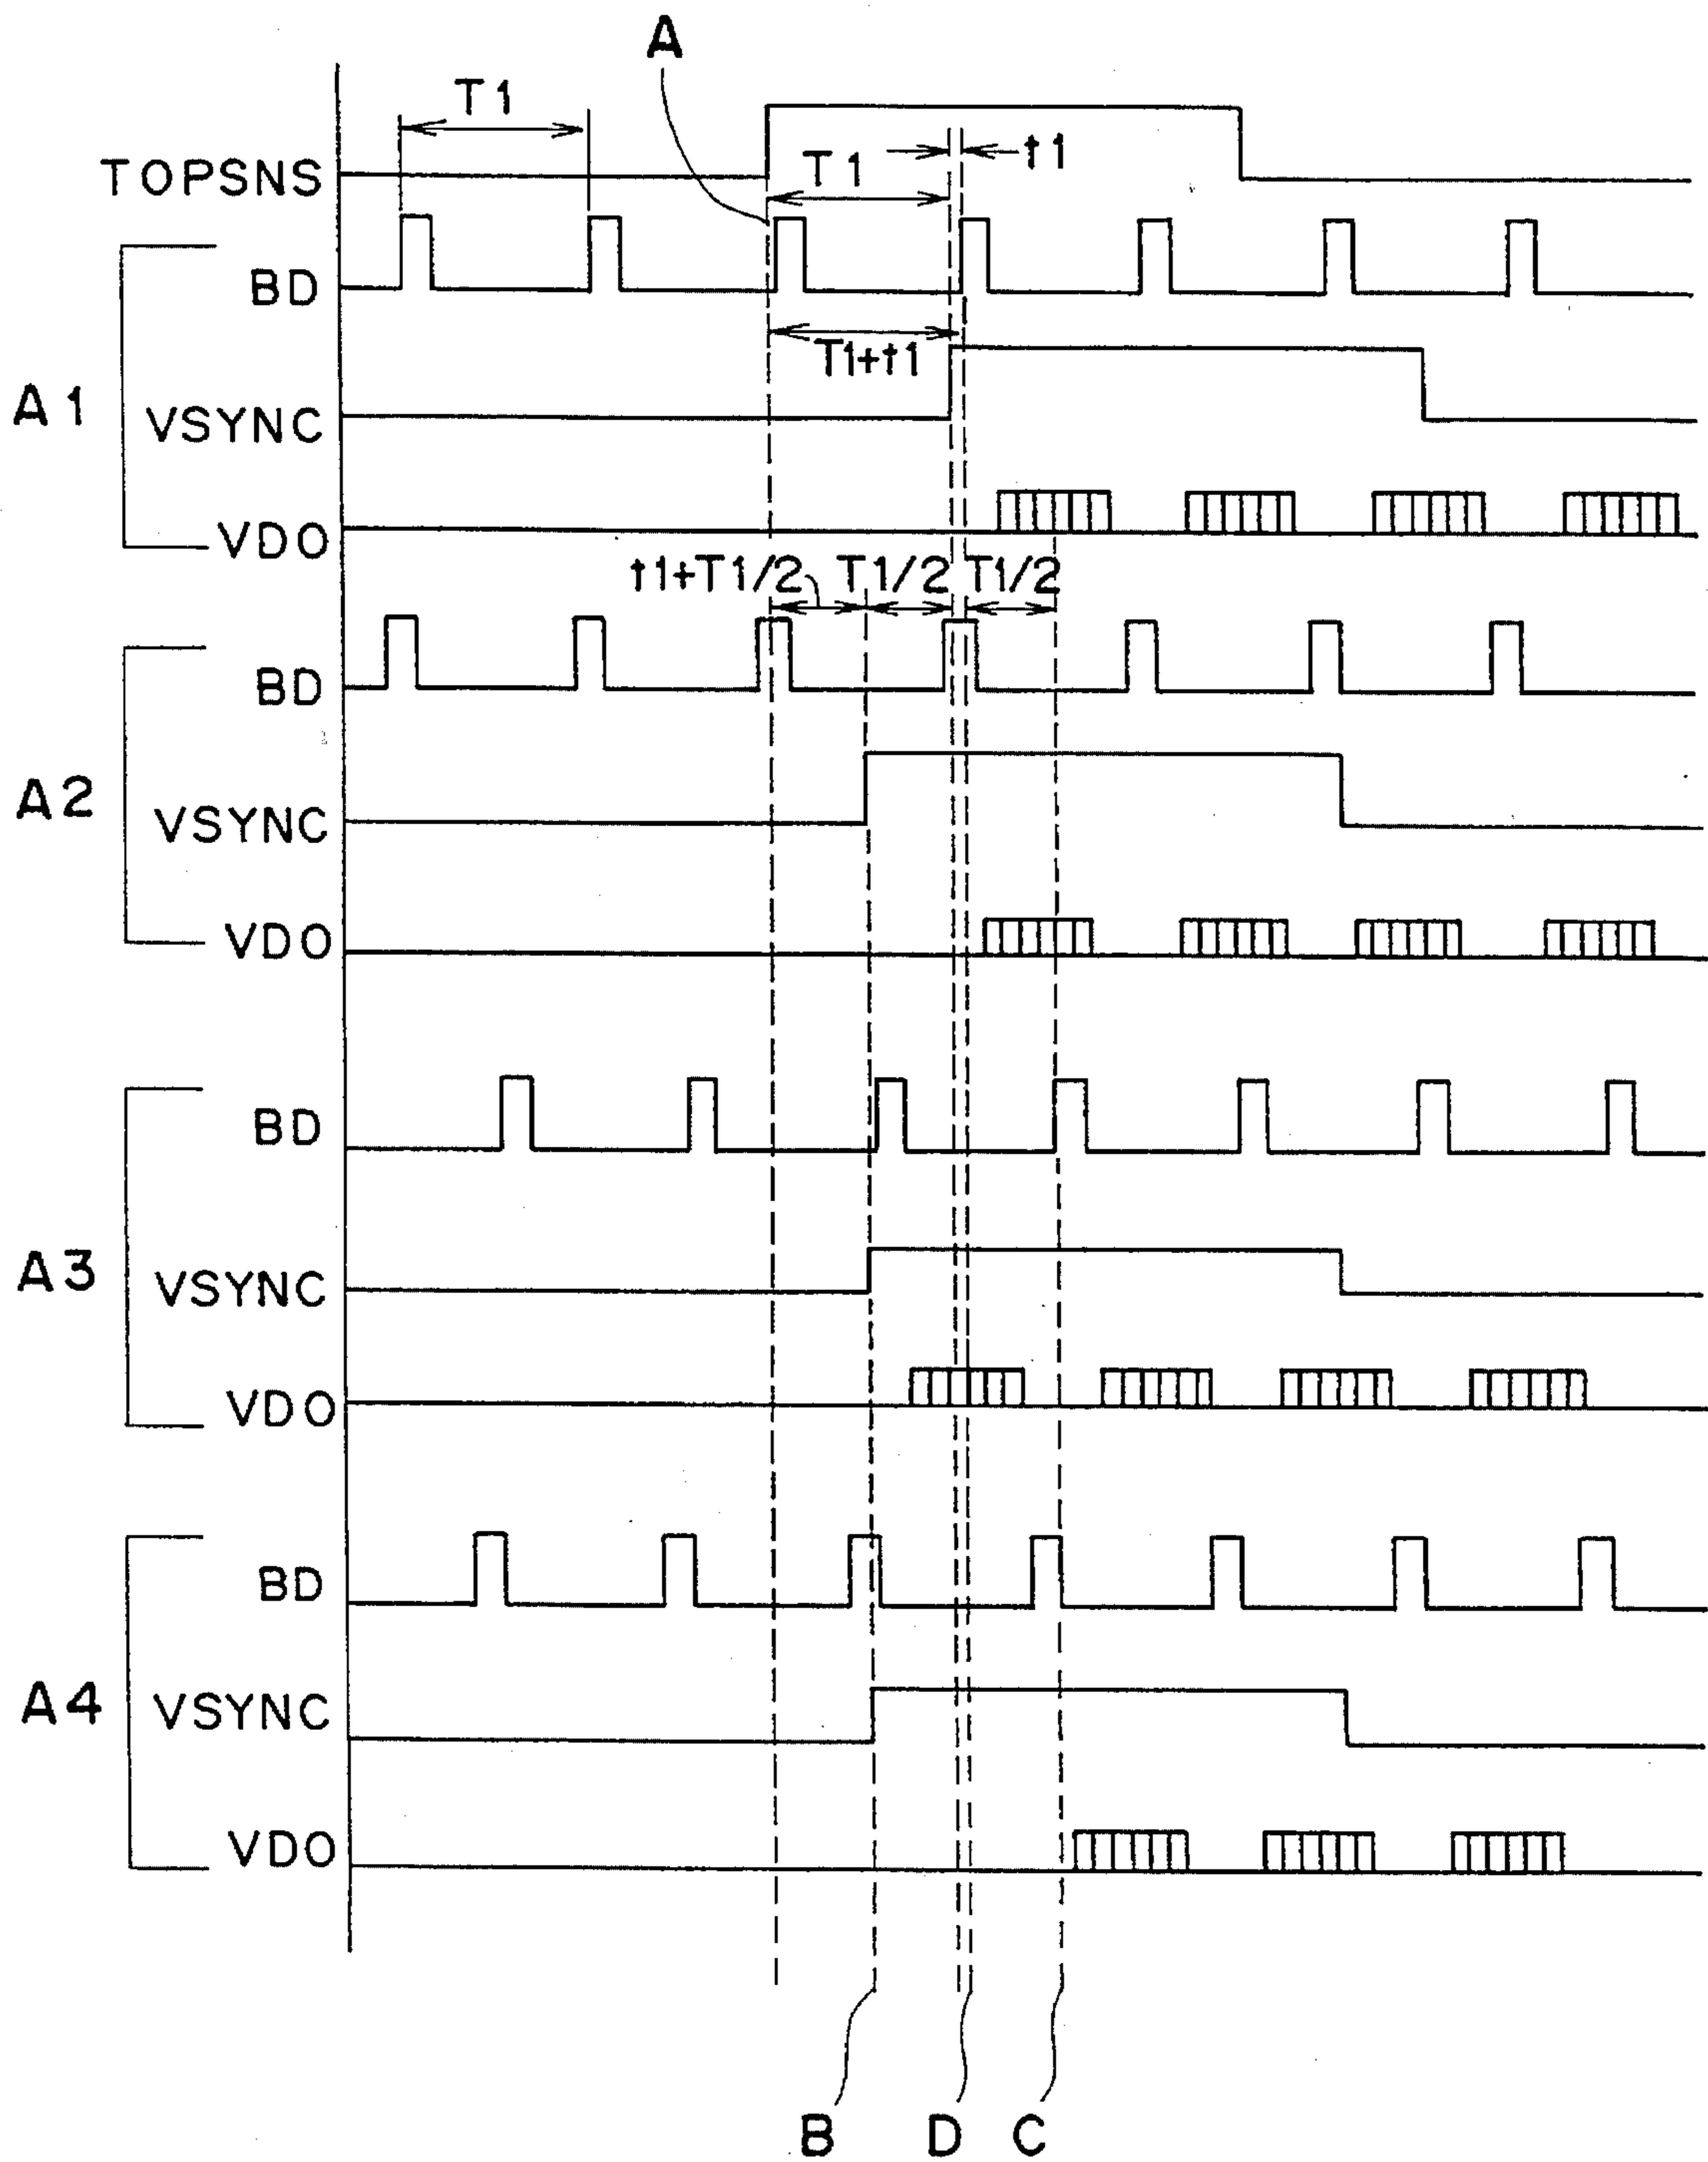 A
T1
TOPSNS
T1
t1
A1
BD
T1+t1
VSYNC
VDO
t1+T1/2
T1/2
T1/2
A2
BD
VSYNC
VDO
A3
BD
VSYNC
VDO
A4
BD
VSYNC
VDO
B
D
C